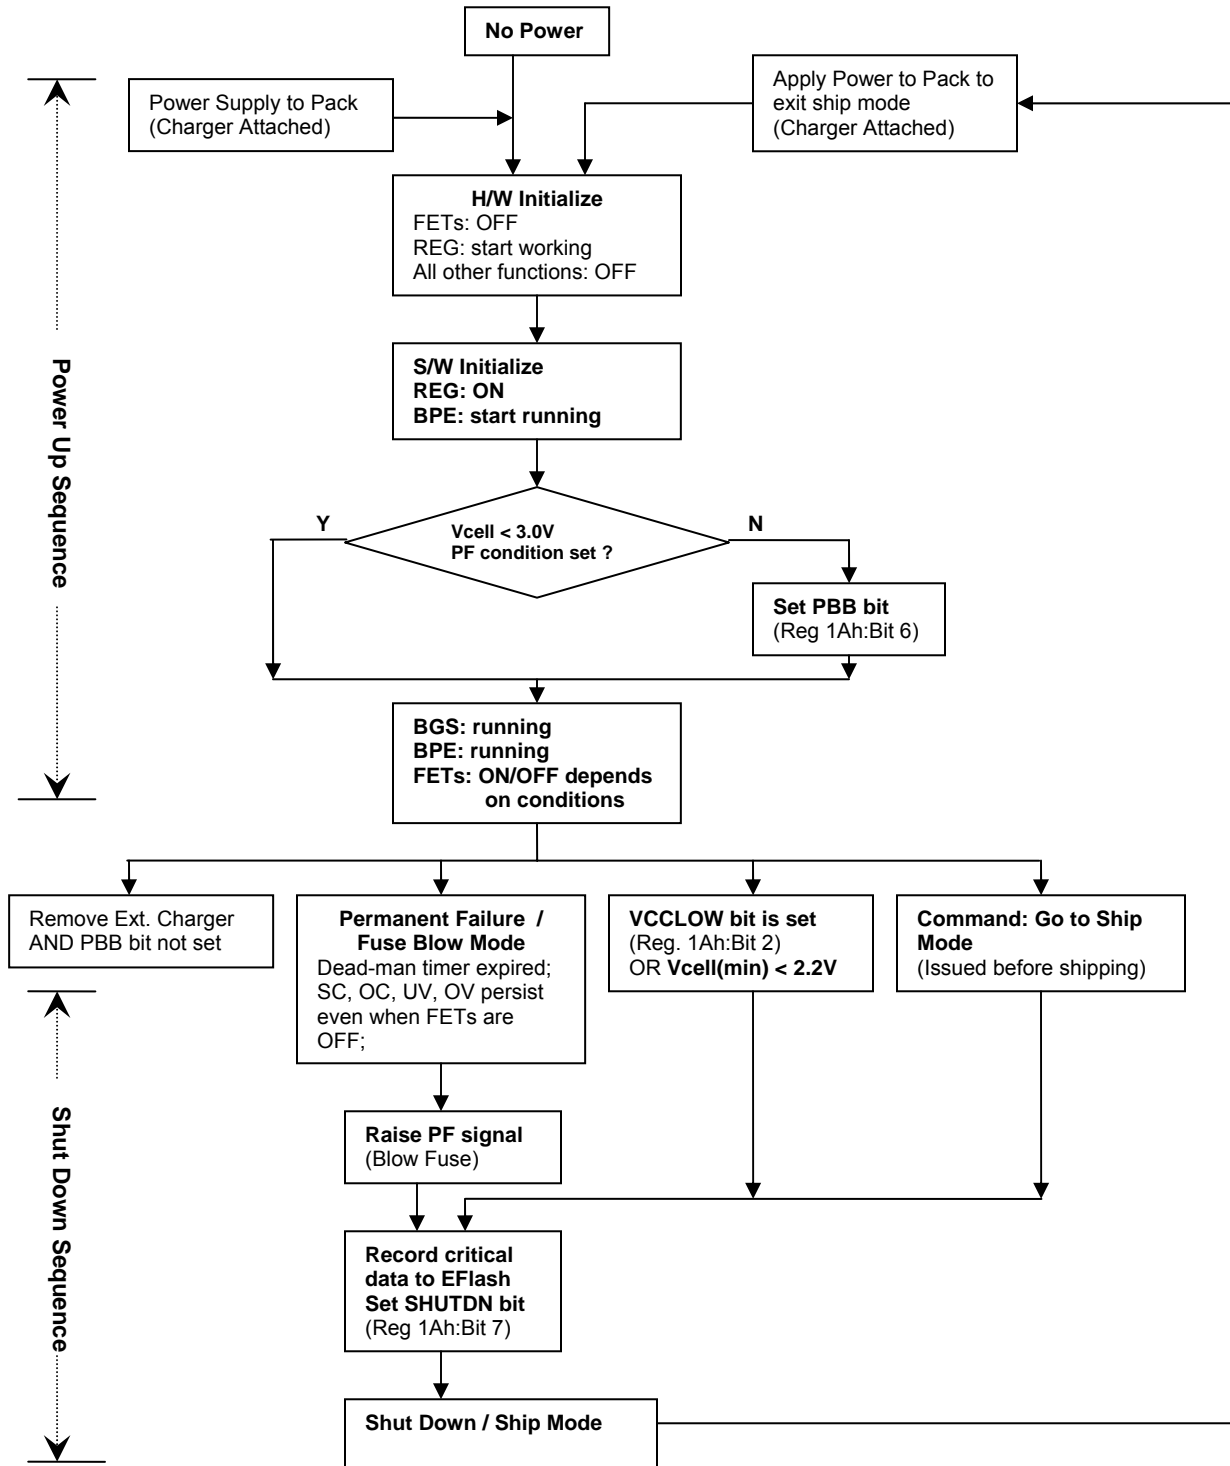 No Power
Power Supply to Pack
(Charger Attached)
Apply Power to Pack to
exit ship mode
(Charger Attached)
H/W Initialize
FETs: OFF
REG: start working
All other functions: OFF
S/W Initialize
REG: ON
BPE: start running
Power Up Sequence
Y
Vcell < 3.0V
PF condition set ?
N
Set PBB bit
(Reg 1Ah:Bit 6)
BGS: running
BPE: running
FETs: ON/OFF depends
on conditions
Remove Ext. Charger
AND PBB bit not set
Permanent Failure /
Fuse Blow Mode
Dead-man timer expired;
SC, OC, UV, OV persist
even when FETs are
OFF;
VCCLOW bit is set
(Reg. 1Ah:Bit 2)
OR Vcell(min) < 2.2V
Command: Go to Ship
Mode
(Issued before shipping)
Shut Down Sequence
Raise PF signal
(Blow Fuse)
Record critical
data to EFlash
Set SHUTDN bit
(Reg 1Ah:Bit 7)
Shut Down / Ship Mode